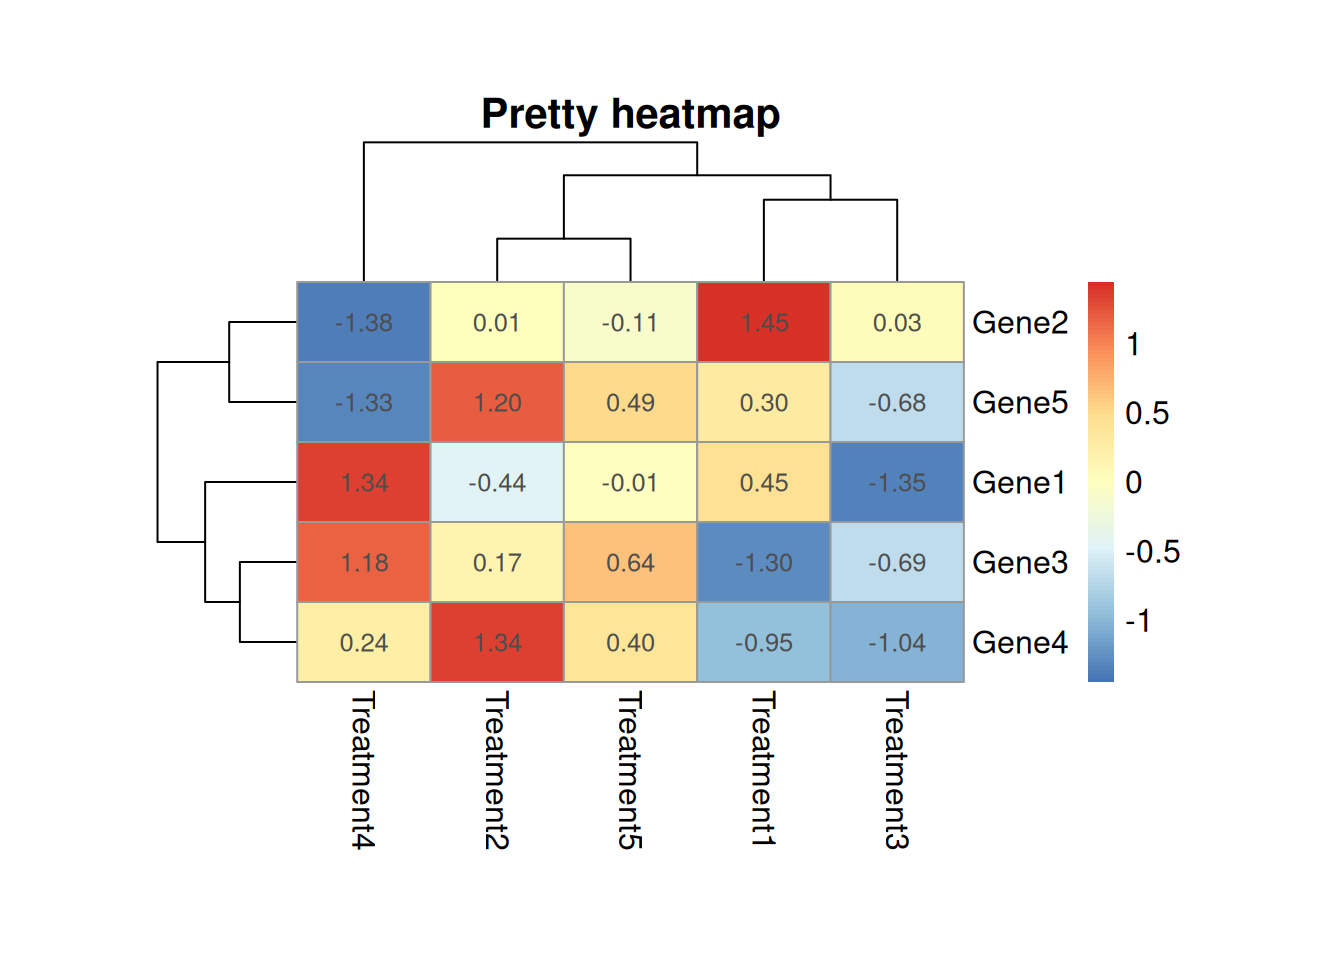 Pretty heatmap
-1.38 0.01 -0.11 1.45 0.03 Gene2
-1.33 1.20 0.49 0.30 -0.68 Gene5
1.34 -0.44 -0.01 0.45 -1.35 Gene1
1.18 0.17 0.64 -1.30 -0.69 Gene3
0.24 1.34 0.40 -0.95 -1.04 Gene4
1
0.5
0
-0.5
-1
Treatment4
Treatment2
Treatment5
Treatment1
Treatment3